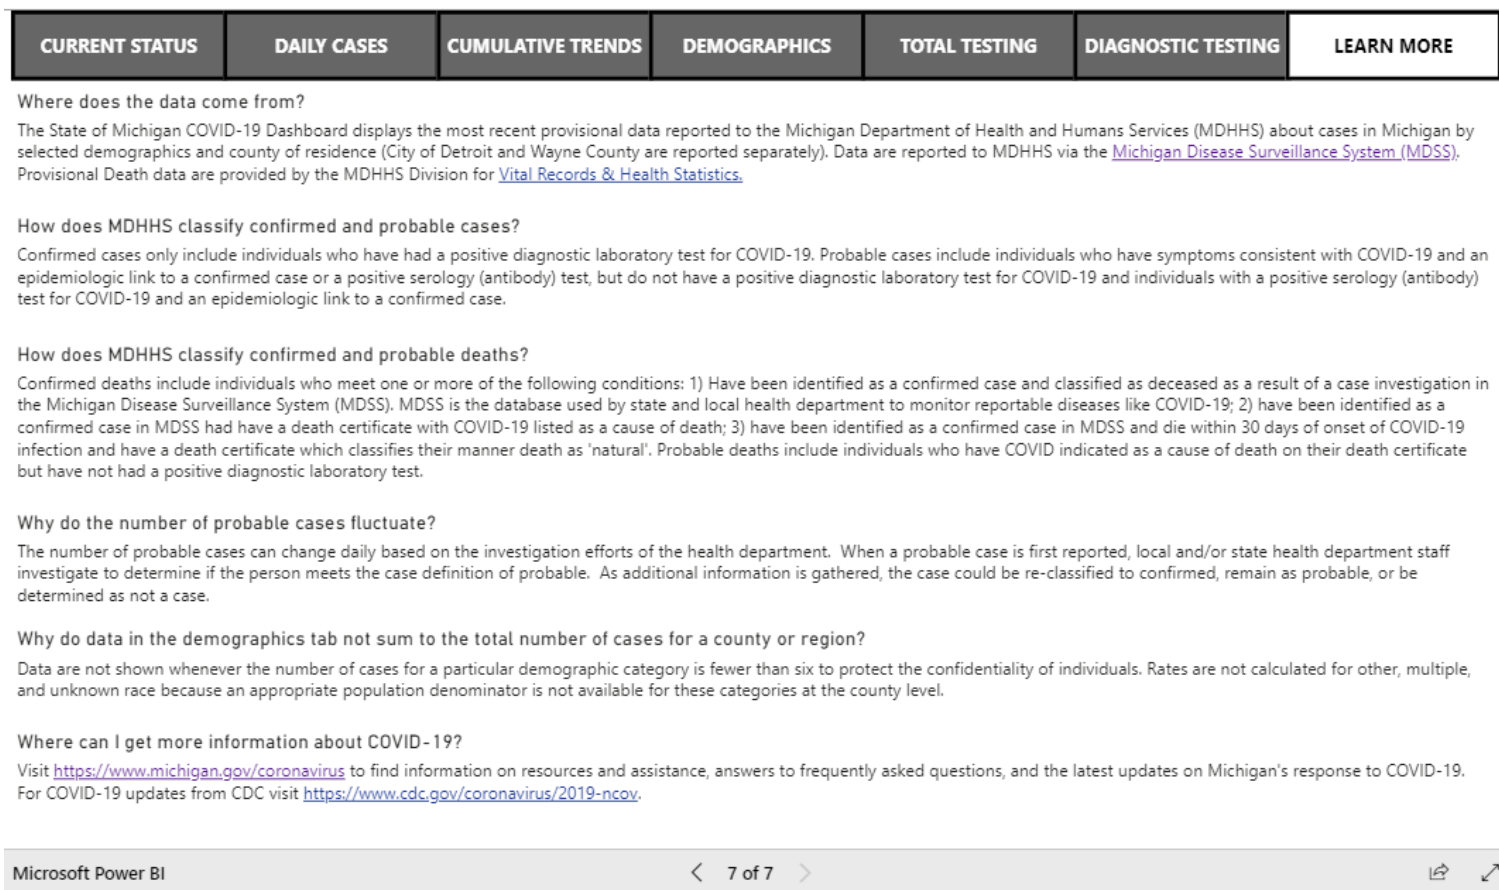 CURRENT STATUS DAILY CASES CUMULATIVE TRENDS DEMOGRAPHICS TOTAL TESTING DIAGNOSTIC TESTING LEARN MORE
Where does the data come from?
The State of Michigan COVID-19 Dashboard displays the most recent provisional data reported to the Michigan Department of Health and Humans Services (MDHHS) about cases in Michigan by
selected demographics and county of residence (City of Detroit and Wayne County are reported separately). Data are reported to MDHHS via the Michigan Disease Surveillance System (MDSS).
Provisional Death data are provided by the MDHHS Division for Vital Records & Health Statistics.
How does MDHHS classify confirmed and probable cases?
Confirmed cases only include individuals who have had a positive diagnostic laboratory test for COVID-19. Probable cases include individuals who have symptoms consistent with COVID-19 and an
epidemiologic link to a confirmed case or a positive serology (antibody) test, but do not have a positive diagnostic laboratory test for COVID-19 and individuals with a positive serology (antibody)
test for COVID-19 and an epidemiologic link to a confirmed case.
How does MDHHS classify confirmed and probable deaths?
Confirmed deaths include individuals who meet one or more of the following conditions: 1) Have been identified as a confirmed case and classified as deceased as a result of a case investigation in
the Michigan Disease Surveillance System (MDSS). MDSS is the database used by state and local health department to monitor reportable diseases like COVID-19; 2) have been identified as a
confirmed case in MDSS had have a death certificate with COVID-19 listed as a cause of death; 3) have been identified as a confirmed case in MDSS and die within 30 days of onset of COVID-19
infection and have a death certificate which classifies their manner death as 'natural'. Probable deaths include individuals who have COVID indicated as a cause of death on their death certificate
but have not had a positive diagnostic laboratory test.
Why do the number of probable cases fluctuate?
The number of probable cases can change daily based on the investigation efforts of the health department. When a probable case is first reported, local and/or state health department staff
investigate to determine if the person meets the case definition of probable. As additional information is gathered, the case could be re-classified to confirmed, remain as probable, or be
determined as not a case.
Why do data in the demographics tab not sum to the total number of cases for a county or region?
Data are not shown whenever the number of cases for a particular demographic category is fewer than six to protect the confidentiality of individuals. Rates are not calculated for other, multiple,
and unknown race because an appropriate population denominator is not available for these categories at the county level.
Where can I get more information about COVID-19?
Visit https://www.michigan.gov/coronavirus to find information on resources and assistance, answers to frequently asked questions, and the latest updates on Michigan's response to COVID-19.
For COVID-19 updates from CDC visit https://www.cdc.gov/coronavirus/2019-ncov.
Microsoft Power BI 7 of 7